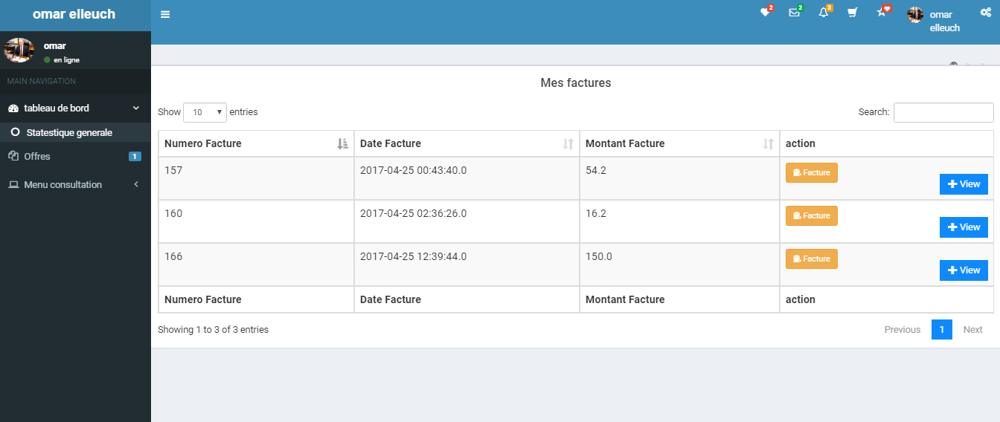 omar elleuch
2 2 3
omar
elleuch
omar
en ligne
MAIN NAVIGATION
tableau de bord
Statestique generale
Offres 1
Menu consultation
Mes factures
Show 10 entries Search:
Numero Facture Date Facture Montant Facture action
157 2017-04-25 00:43:40.0 54.2 Facture
View
160 2017-04-25 02:36:26.0 16.2 Facture
View
166 2017-04-25 12:39:44.0 150.0 Facture
View
Numero Facture Date Facture Montant Facture action
Showing 1 to 3 of 3 entries Previous 1 Next